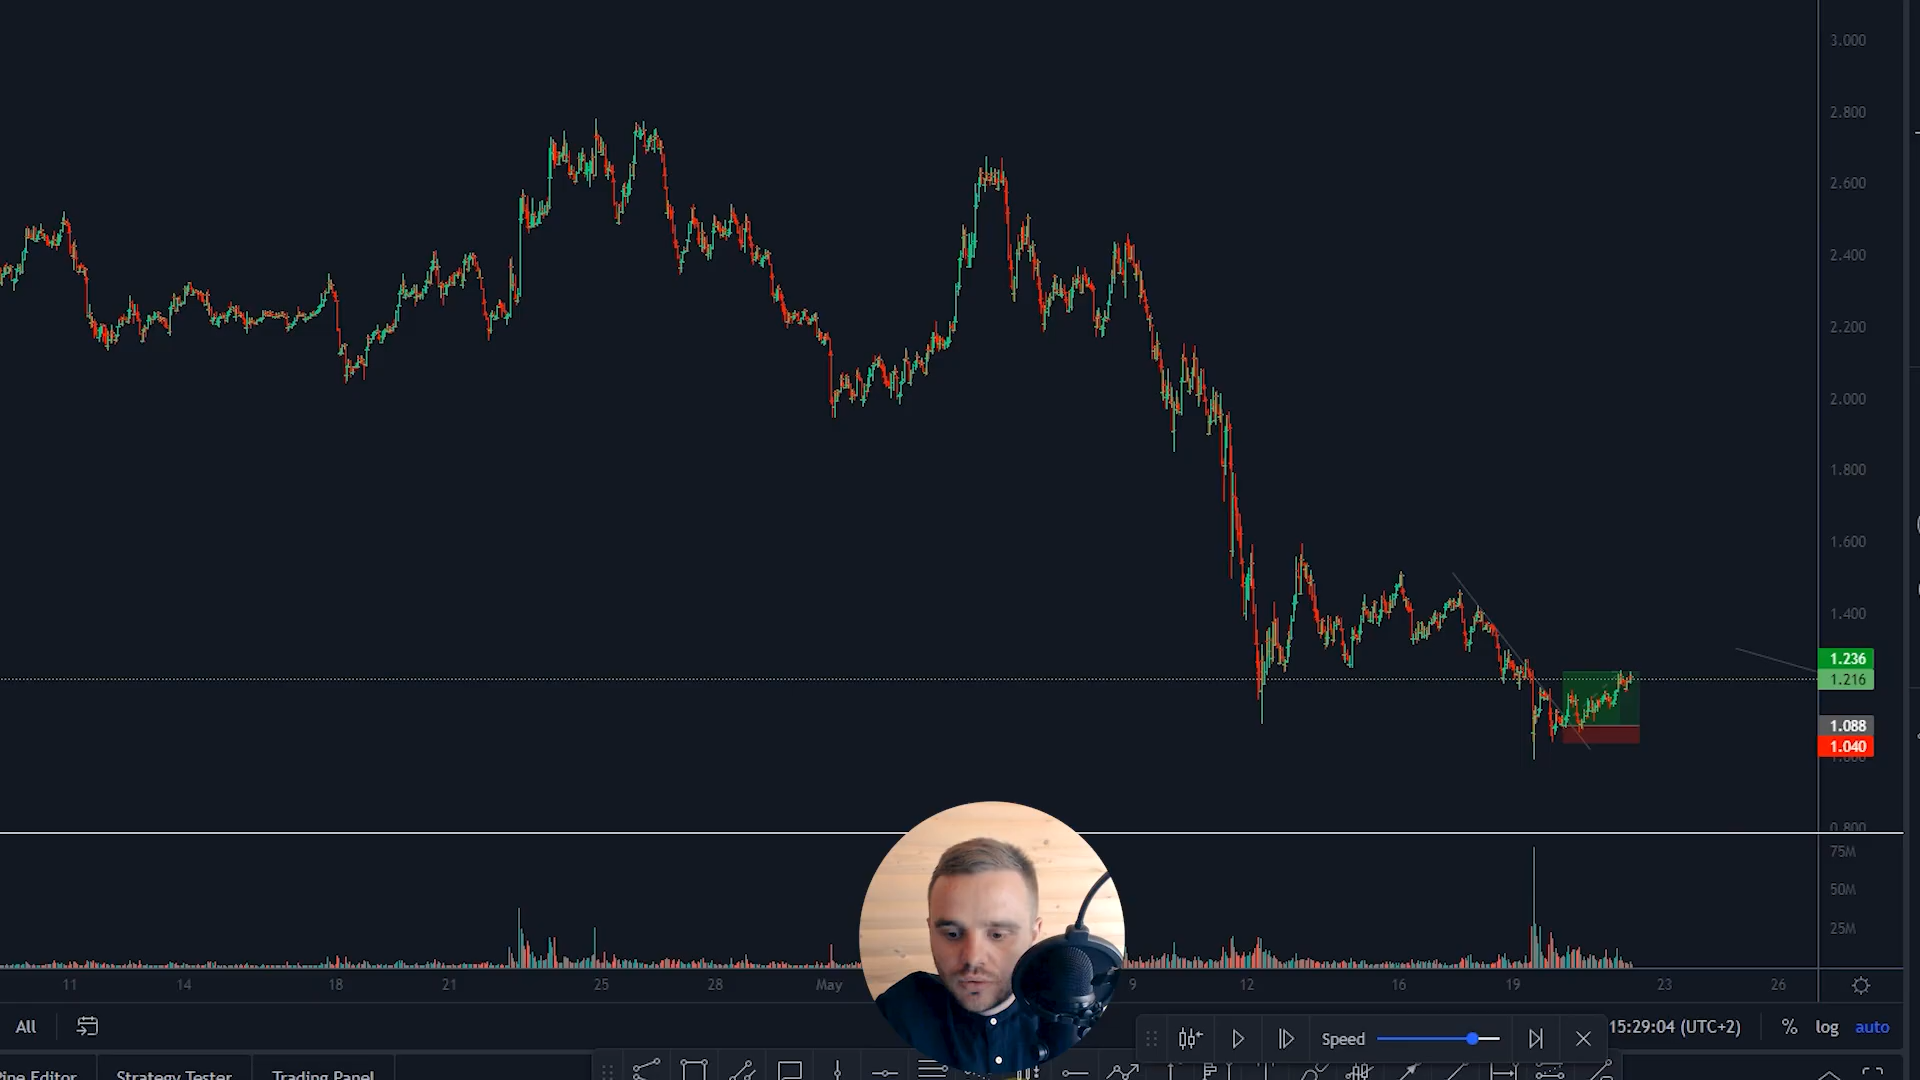 3.000
2.800
2.600
2.400
2.200
2.000
1.800
1.600
1.400
1.236
1.216
1.088
1.040
0.800
75M
50M
25M
11 14 18 21 25 28 May 9 12 16 19 23 26
All 15:29:04 (UTC+2) % log auto
Speed
Pine Editor Strategy Tester Trading Panel